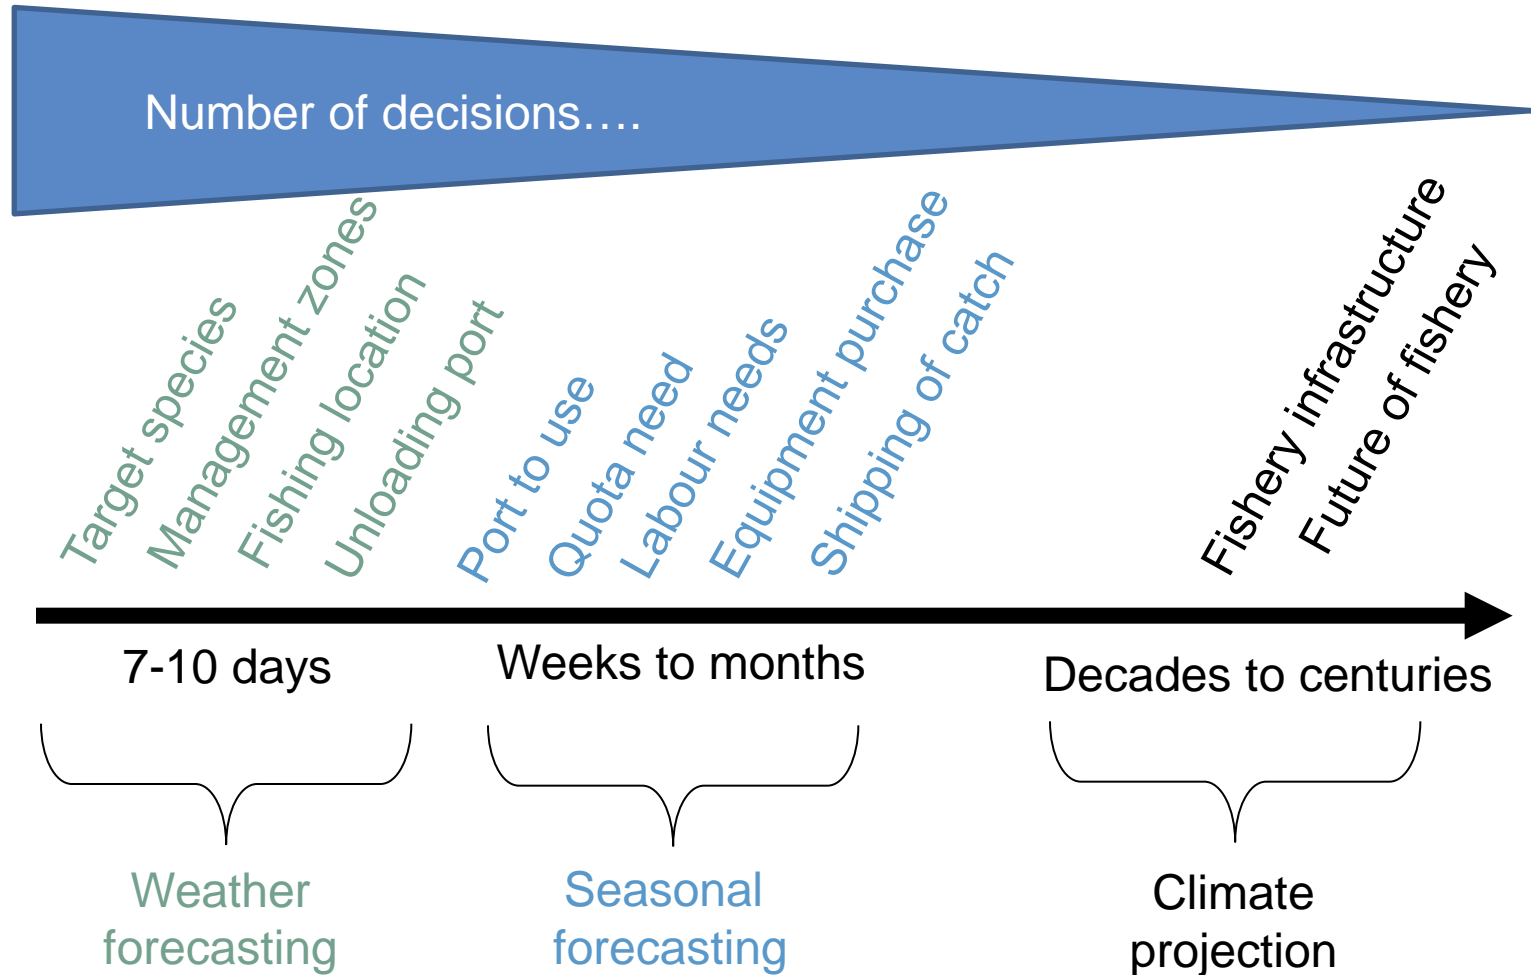 Number of decisions....
Target species
Management zones
Fishing location
Unloading port
Port to use
Quota need
Labour needs
Equipment purchase
Shipping of catch
Fishery infrastructure
Future of fishery
7-10 days
Weeks to months
Decades to centuries
Weather
forecasting
Seasonal
forecasting
Climate
projection